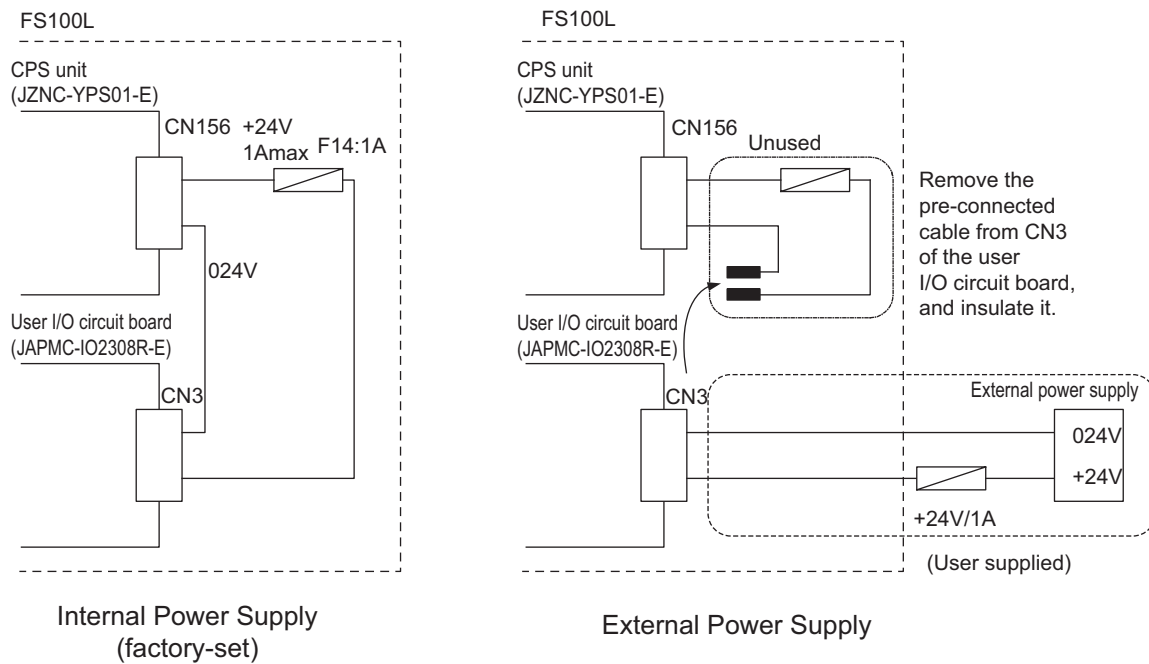 FS100L
CPS unit
(JZNC-YPS01-E)
CN156
+24V
1Amax
F14:1A
024V
User I/O circuit board
(JAPMC-IO2308R-E)
CN3
Internal Power Supply
(factory-set)
FS100L
CPS unit
(JZNC-YPS01-E)
CN156
Unused
Remove the
pre-connected
cable from CN3
of the user
I/O circuit board,
and insulate it.
User I/O circuit board
(JAPMC-IO2308R-E)
CN3
External power supply
024V
+24V
+24V/1A
(User supplied)
External Power Supply